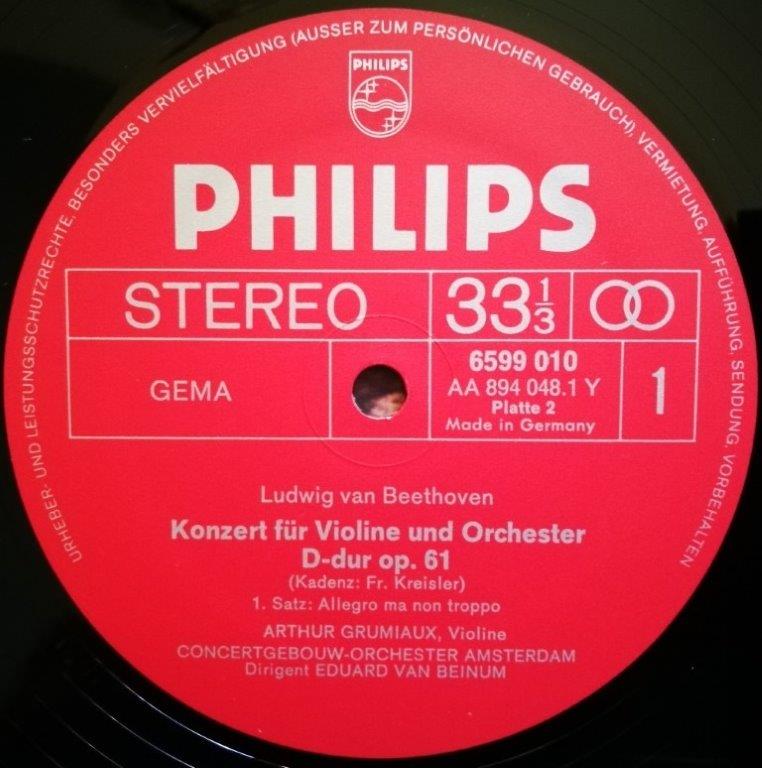 URHEBER- UND LEISTUNGSSCHUTZRECHTE, BESONDERS VERVIELFÄLTIGUNG (AUSSER ZUM PERSÖNLICHEN GEBRAUCH), VERMIETUNG, AUFFÜHRUNG, SENDUNG, VORBEHALTEN
PHILIPS
PHILIPS
STEREO 33 1/3
GEMA
6599 010
AA 894 048.1 Y
Platte 2
Made in Germany
1
Ludwig van Beethoven
Konzert für Violine und Orchester
D-dur op. 61
(Kadenz: Fr. Kreisler)
1. Satz: Allegro ma non troppo
ARTHUR GRUMIAUX, Violine
CONCERTGEBOUW-ORCHESTER AMSTERDAM
Dirigent EDUARD VAN BEINUM